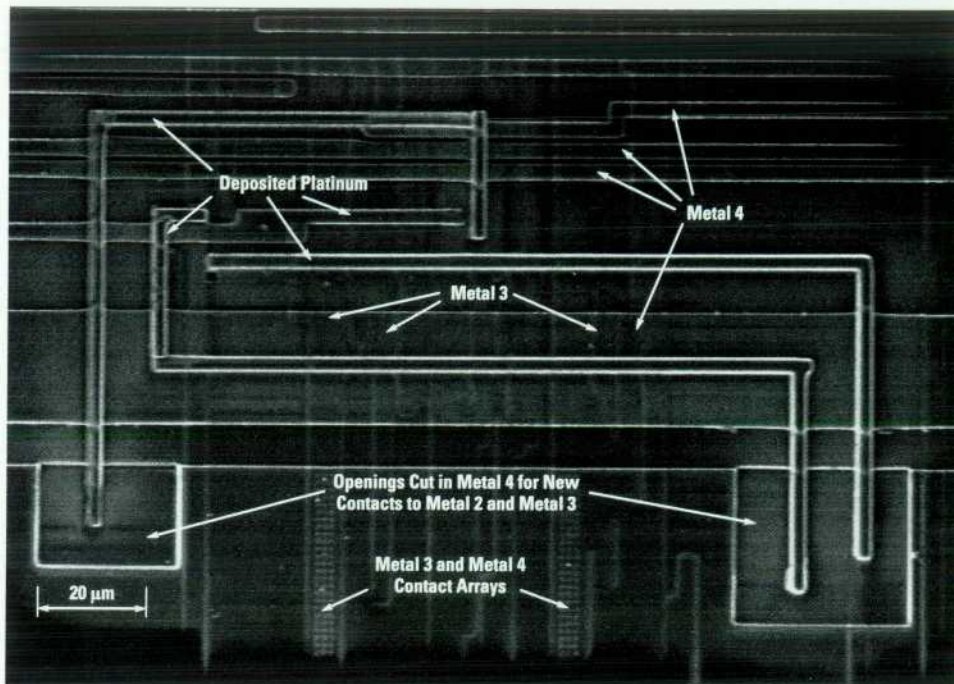 Deposited Platinum
Metal 4
Metal 3
Openings Cut in Metal 4 for New
Contacts to Metal 2 and Metal 3
Metal 3 and Metal 4
Contact Arrays
20 μm